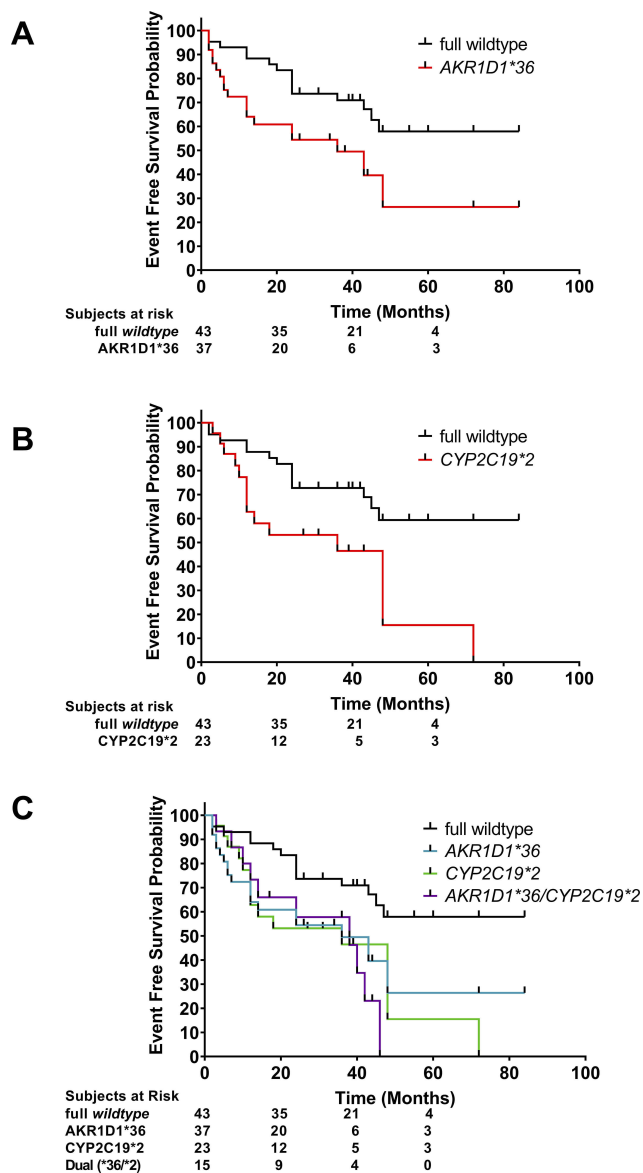 A
Event Free Survival Probability
100
90
80
70
60
50
40
30
20
10
0
full wildtype
AKR1D1*36
0 20 40 60 80 100
Time (Months)
Subjects at risk
full wildtype 43 35 21 4
AKR1D1*36 37 20 6 3
B
Event Free Survival Probability
100
90
80
70
60
50
40
30
20
10
0
full wildtype
CYP2C19*2
0 20 40 60 80 100
Time (Months)
Subjects at risk
full wildtype 43 35 21 4
CYP2C19*2 23 12 5 3
C
Event Free Survival Probability
100
90
80
70
60
50
40
30
20
10
0
full wildtype
AKR1D1*36
CYP2C19*2
AKR1D1*36/CYP2C19*2
0 20 40 60 80 100
Time (Months)
Subjects at Risk
full wildtype 43 35 21 4
AKR1D1*36 37 20 6 3
CYP2C19*2 23 12 5 3
Dual (*36/*2) 15 9 4 0